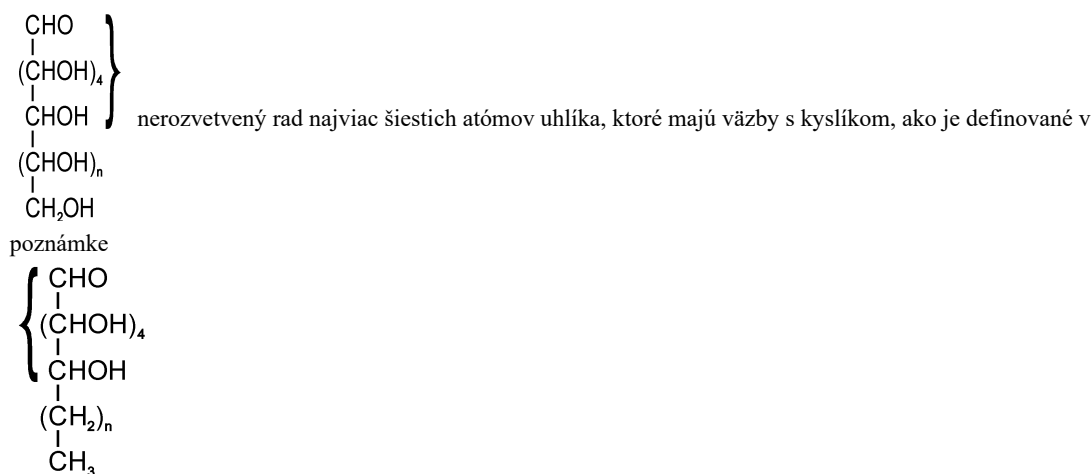 CHO
(CHOH)₄
CHOH
nerozvetvený rad najviac šiestich atómov uhlíka, ktoré majú väzby s kyslíkom, ako je definované v
(CHOH)ₙ
CH₂OH
poznámke
CHO
(CHOH)₄
CHOH
(CH₂)ₙ
CH₃